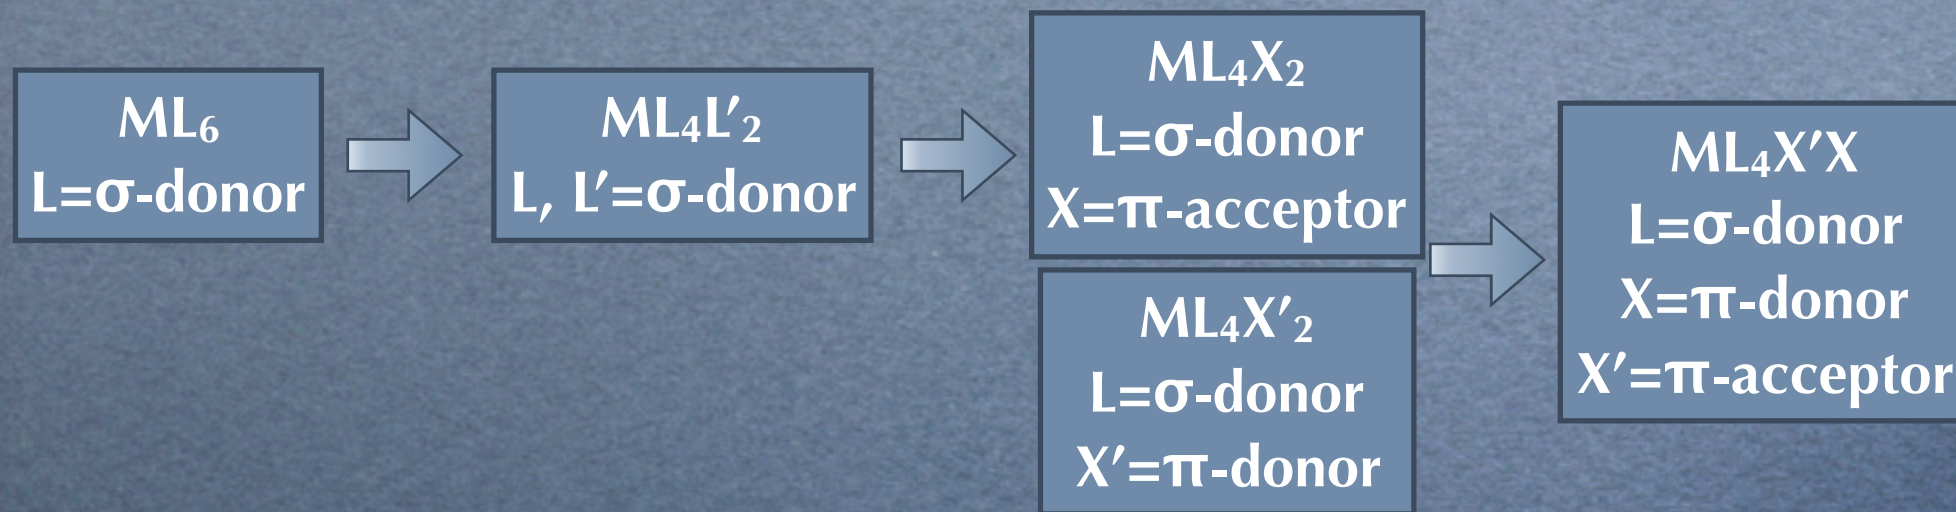 ML₆
L=σ-donor
ML₄L′₂
L, L′=σ-donor
ML₄X₂
L=σ-donor
X=π-acceptor
ML₄X′₂
L=σ-donor
X′=π-donor
ML₄X′X
L=σ-donor
X=π-donor
X′=π-acceptor